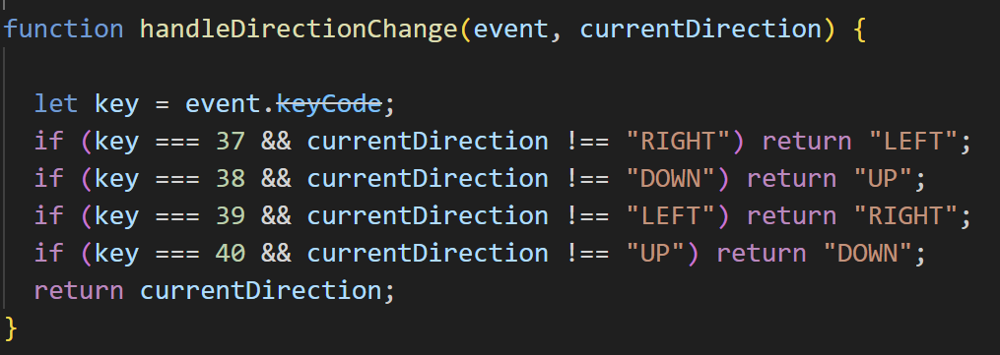 function handleDirectionChange(event, currentDirection) {
let key = event.keyCode;
if (key === 37 && currentDirection !== "RIGHT") return "LEFT";
if (key === 38 && currentDirection !== "DOWN") return "UP";
if (key === 39 && currentDirection !== "LEFT") return "RIGHT";
if (key === 40 && currentDirection !== "UP") return "DOWN";
return currentDirection;
}